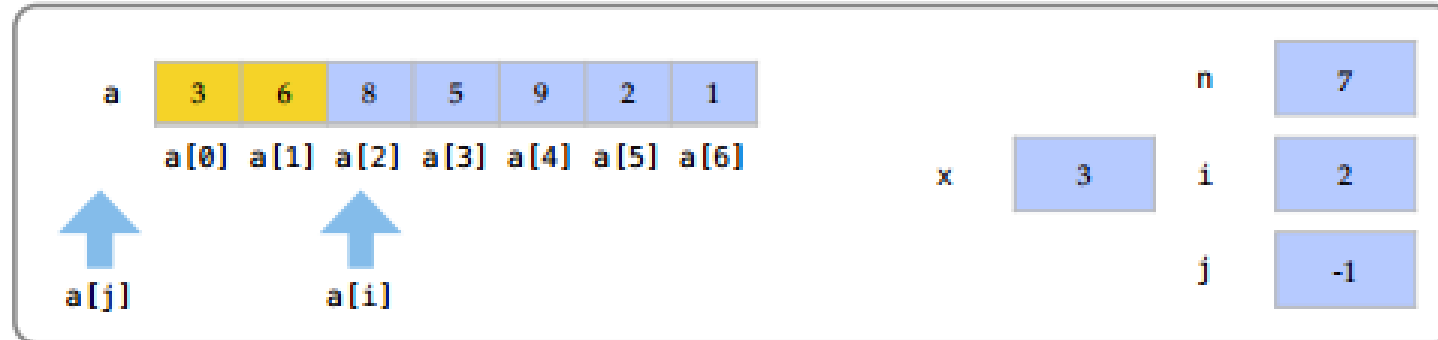 n 7
a 3 6 8 5 9 2 1
a[0] a[1] a[2] a[3] a[4] a[5] a[6]
x 3 i 2
j -1
a[j] a[i]